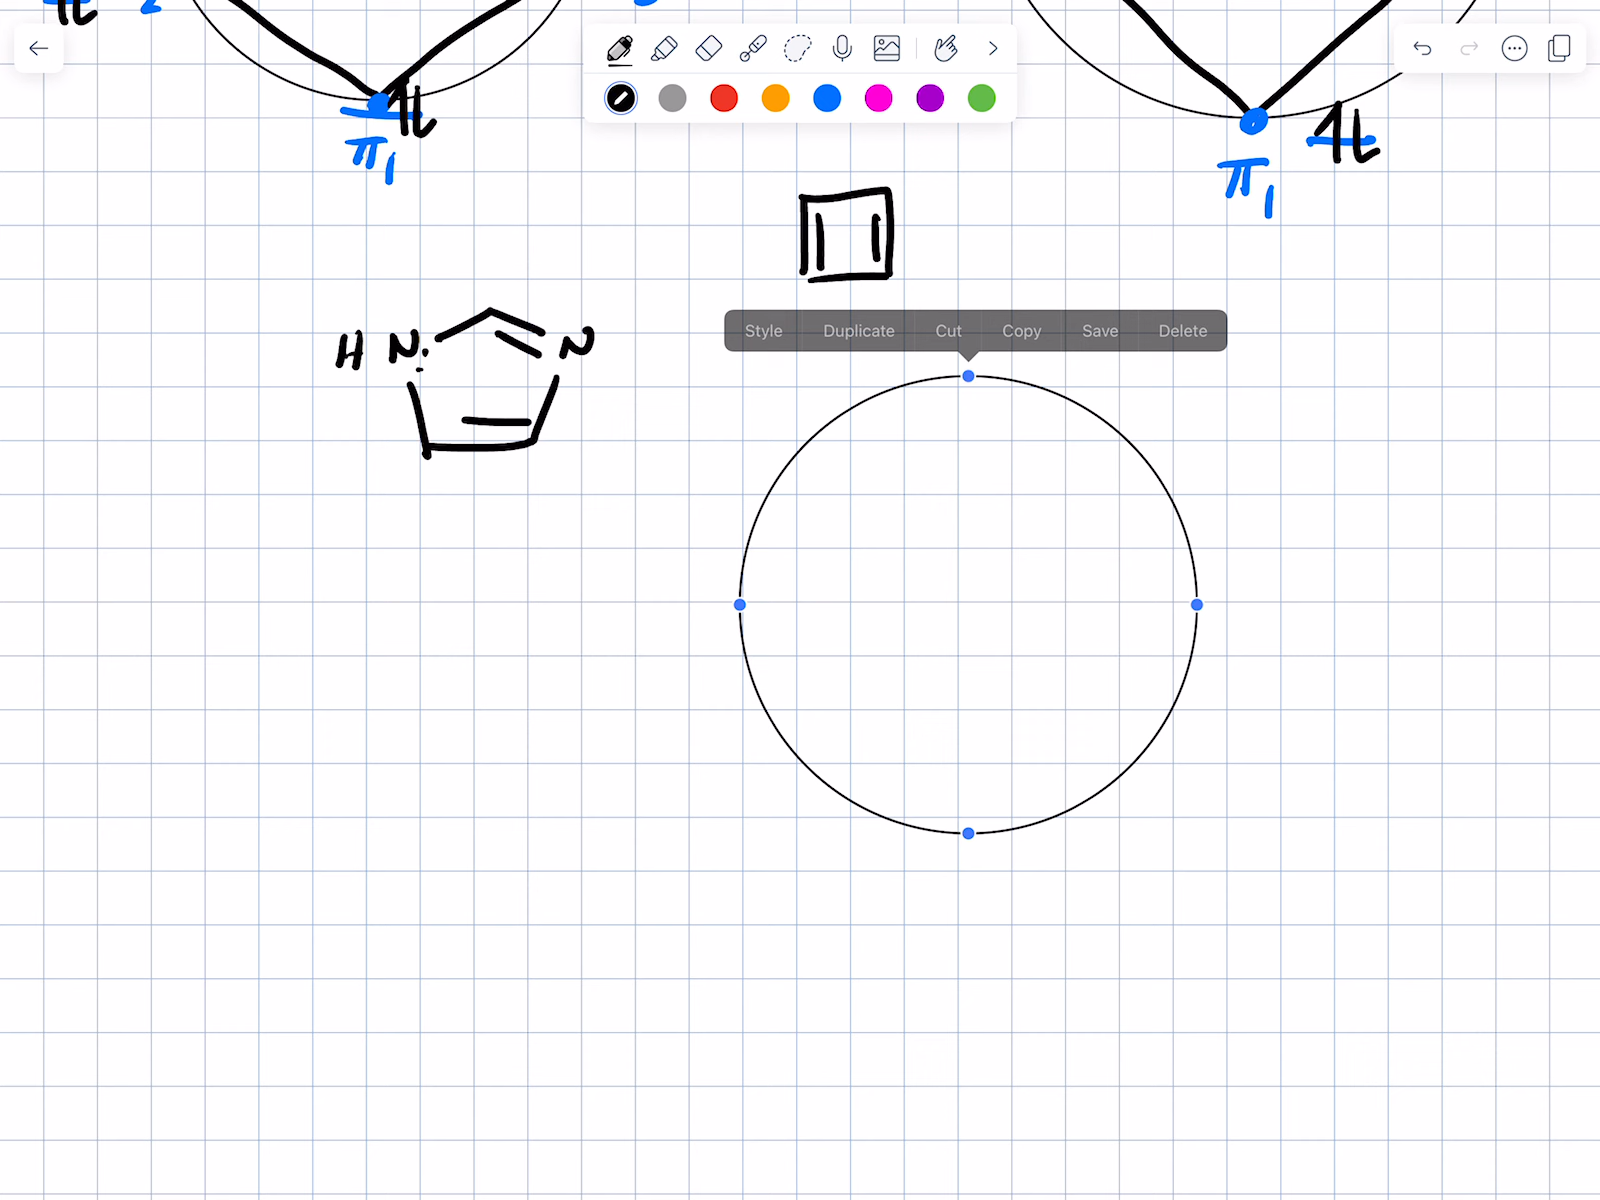 π1
π1
Style Duplicate Cut Copy Save Delete
H N: N